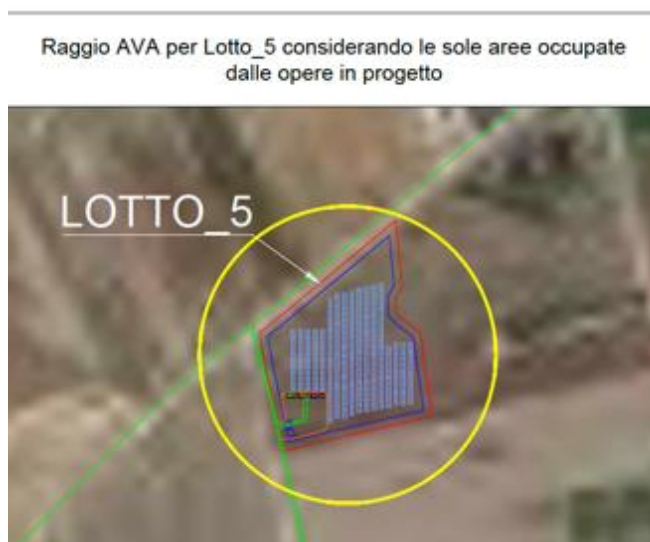 Raggio AVA per Lotto_5 considerando le sole aree occupate
dalle opere in progetto
LOTTO_5